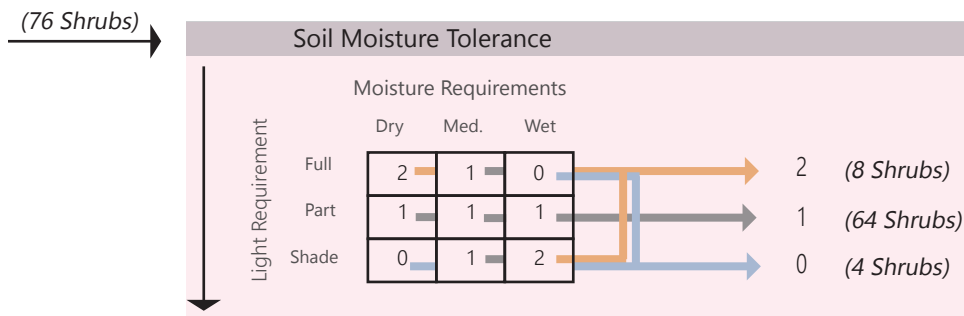 (76 Shrubs)
Soil Moisture Tolerance
Moisture Requirements
Dry Med. Wet
Light Requirement
Full 2 1 0 2 (8 Shrubs)
Part 1 1 1 1 (64 Shrubs)
Shade 0 1 2 0 (4 Shrubs)